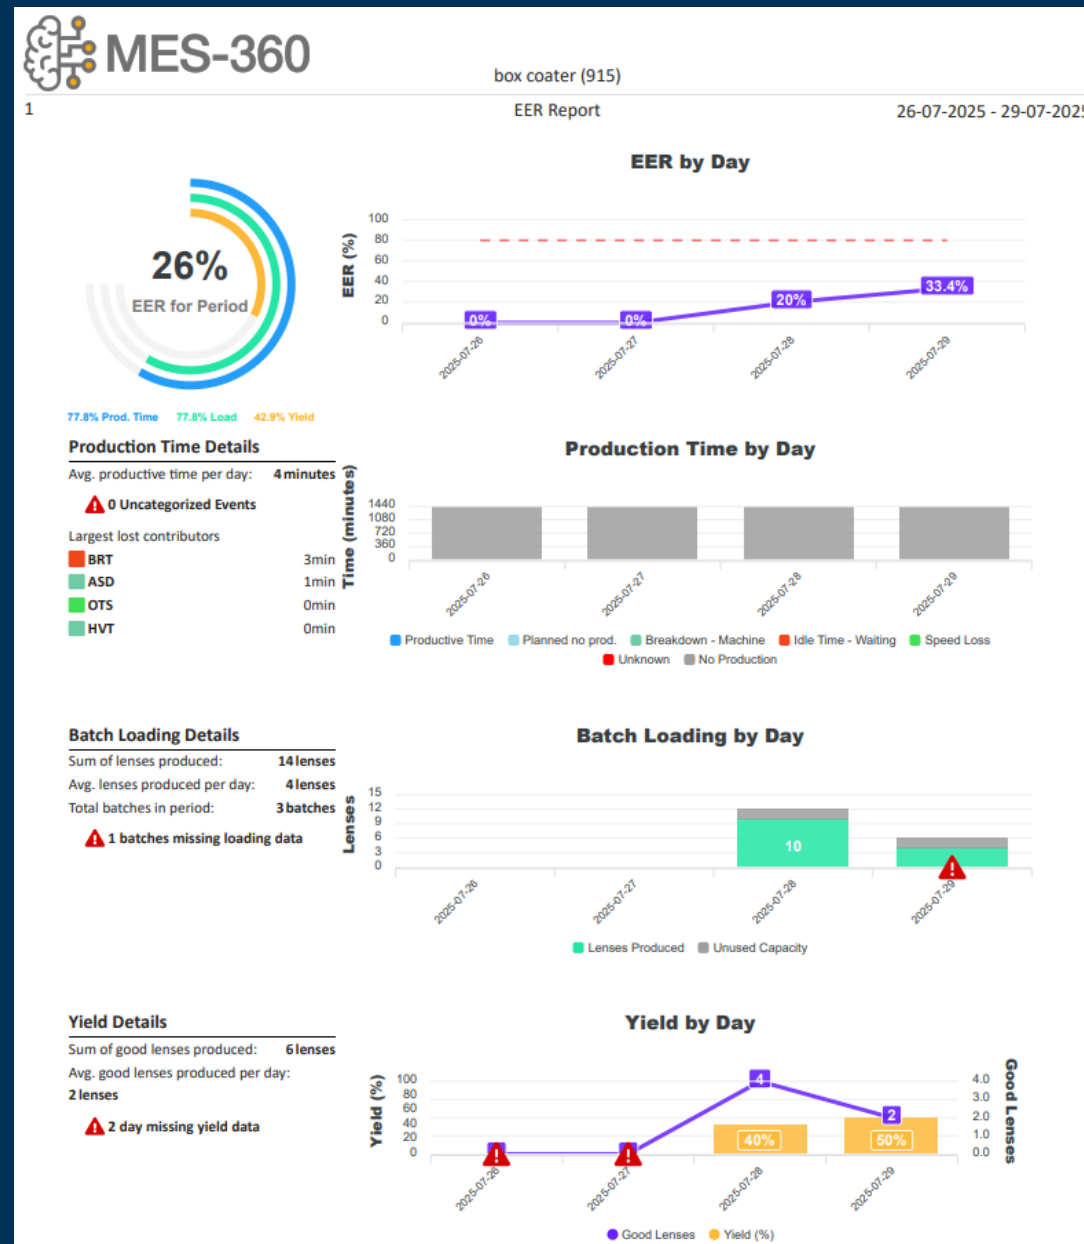 MES-360
box coater (915)
1
EER Report
26-07-2025 - 29-07-2025
26%
EER for Period
77.8% Prod. Time
77.8% Load
42.9% Yield
EER by Day
EER (%)
100
80
60
40
20
0
0%
0%
20%
33.4%
2025-07-26
2025-07-27
2025-07-28
2025-07-29
Production Time Details
Avg. productive time per day: 4 minutes
0 Uncategorized Events
Largest lost contributors
BRT 3min
ASD 1min
OTS 0min
HVT 0min
Production Time by Day
Time (minutes)
1440
1080
720
360
0
2025-07-26
2025-07-27
2025-07-28
2025-07-29
Productive Time
Planned no prod.
Breakdown - Machine
Idle Time - Waiting
Speed Loss
Unknown
No Production
Batch Loading Details
Sum of lenses produced: 14 lenses
Avg. lenses produced per day: 4 lenses
Total batches in period: 3 batches
1 batches missing loading data
Batch Loading by Day
Lenses
15
12
9
6
3
0
10
2025-07-26
2025-07-27
2025-07-28
2025-07-29
Lenses Produced
Unused Capacity
Yield Details
Sum of good lenses produced: 6 lenses
Avg. good lenses produced per day:
2 lenses
2 day missing yield data
Yield by Day
Yield (%)
100
80
60
40
20
0
4
2
40%
50%
4.0
3.0
2.0
1.0
0.0
Good Lenses
2025-07-26
2025-07-27
2025-07-28
2025-07-29
Good Lenses
Yield (%)